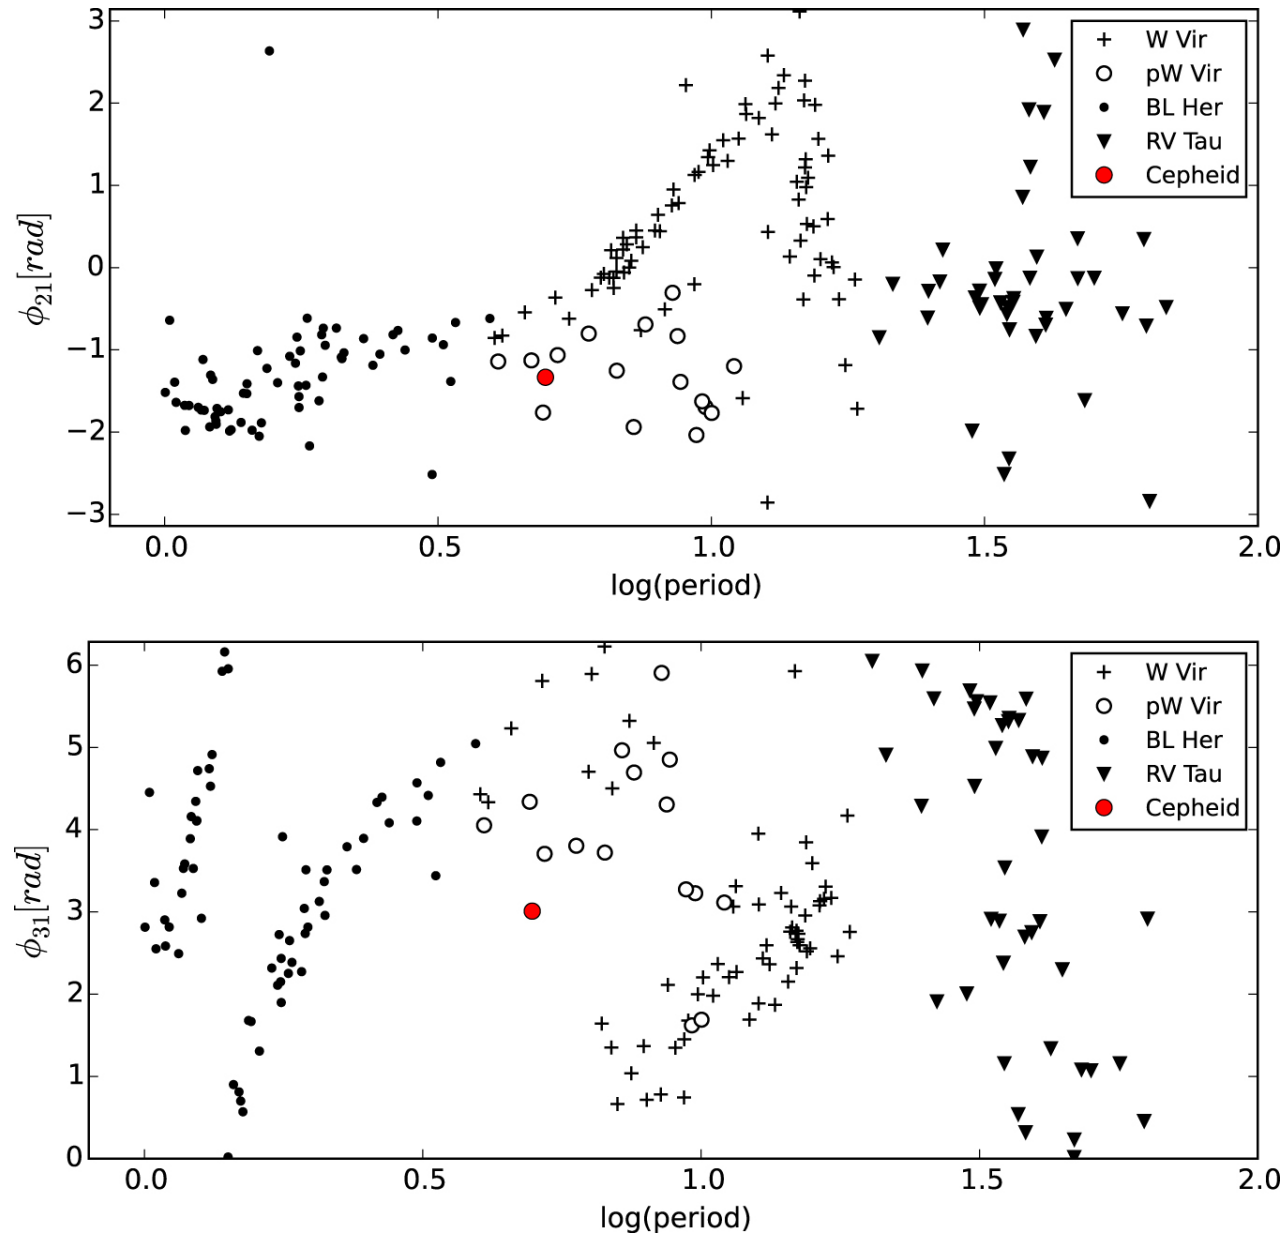 3
2
1
0
−1
−2
−3
ϕ21[rad]
W Vir
pW Vir
BL Her
RV Tau
Cepheid
0.0 0.5 1.0 1.5 2.0
log(period)
6
5
4
3
2
1
0
ϕ31[rad]
W Vir
pW Vir
BL Her
RV Tau
Cepheid
0.0 0.5 1.0 1.5 2.0
log(period)